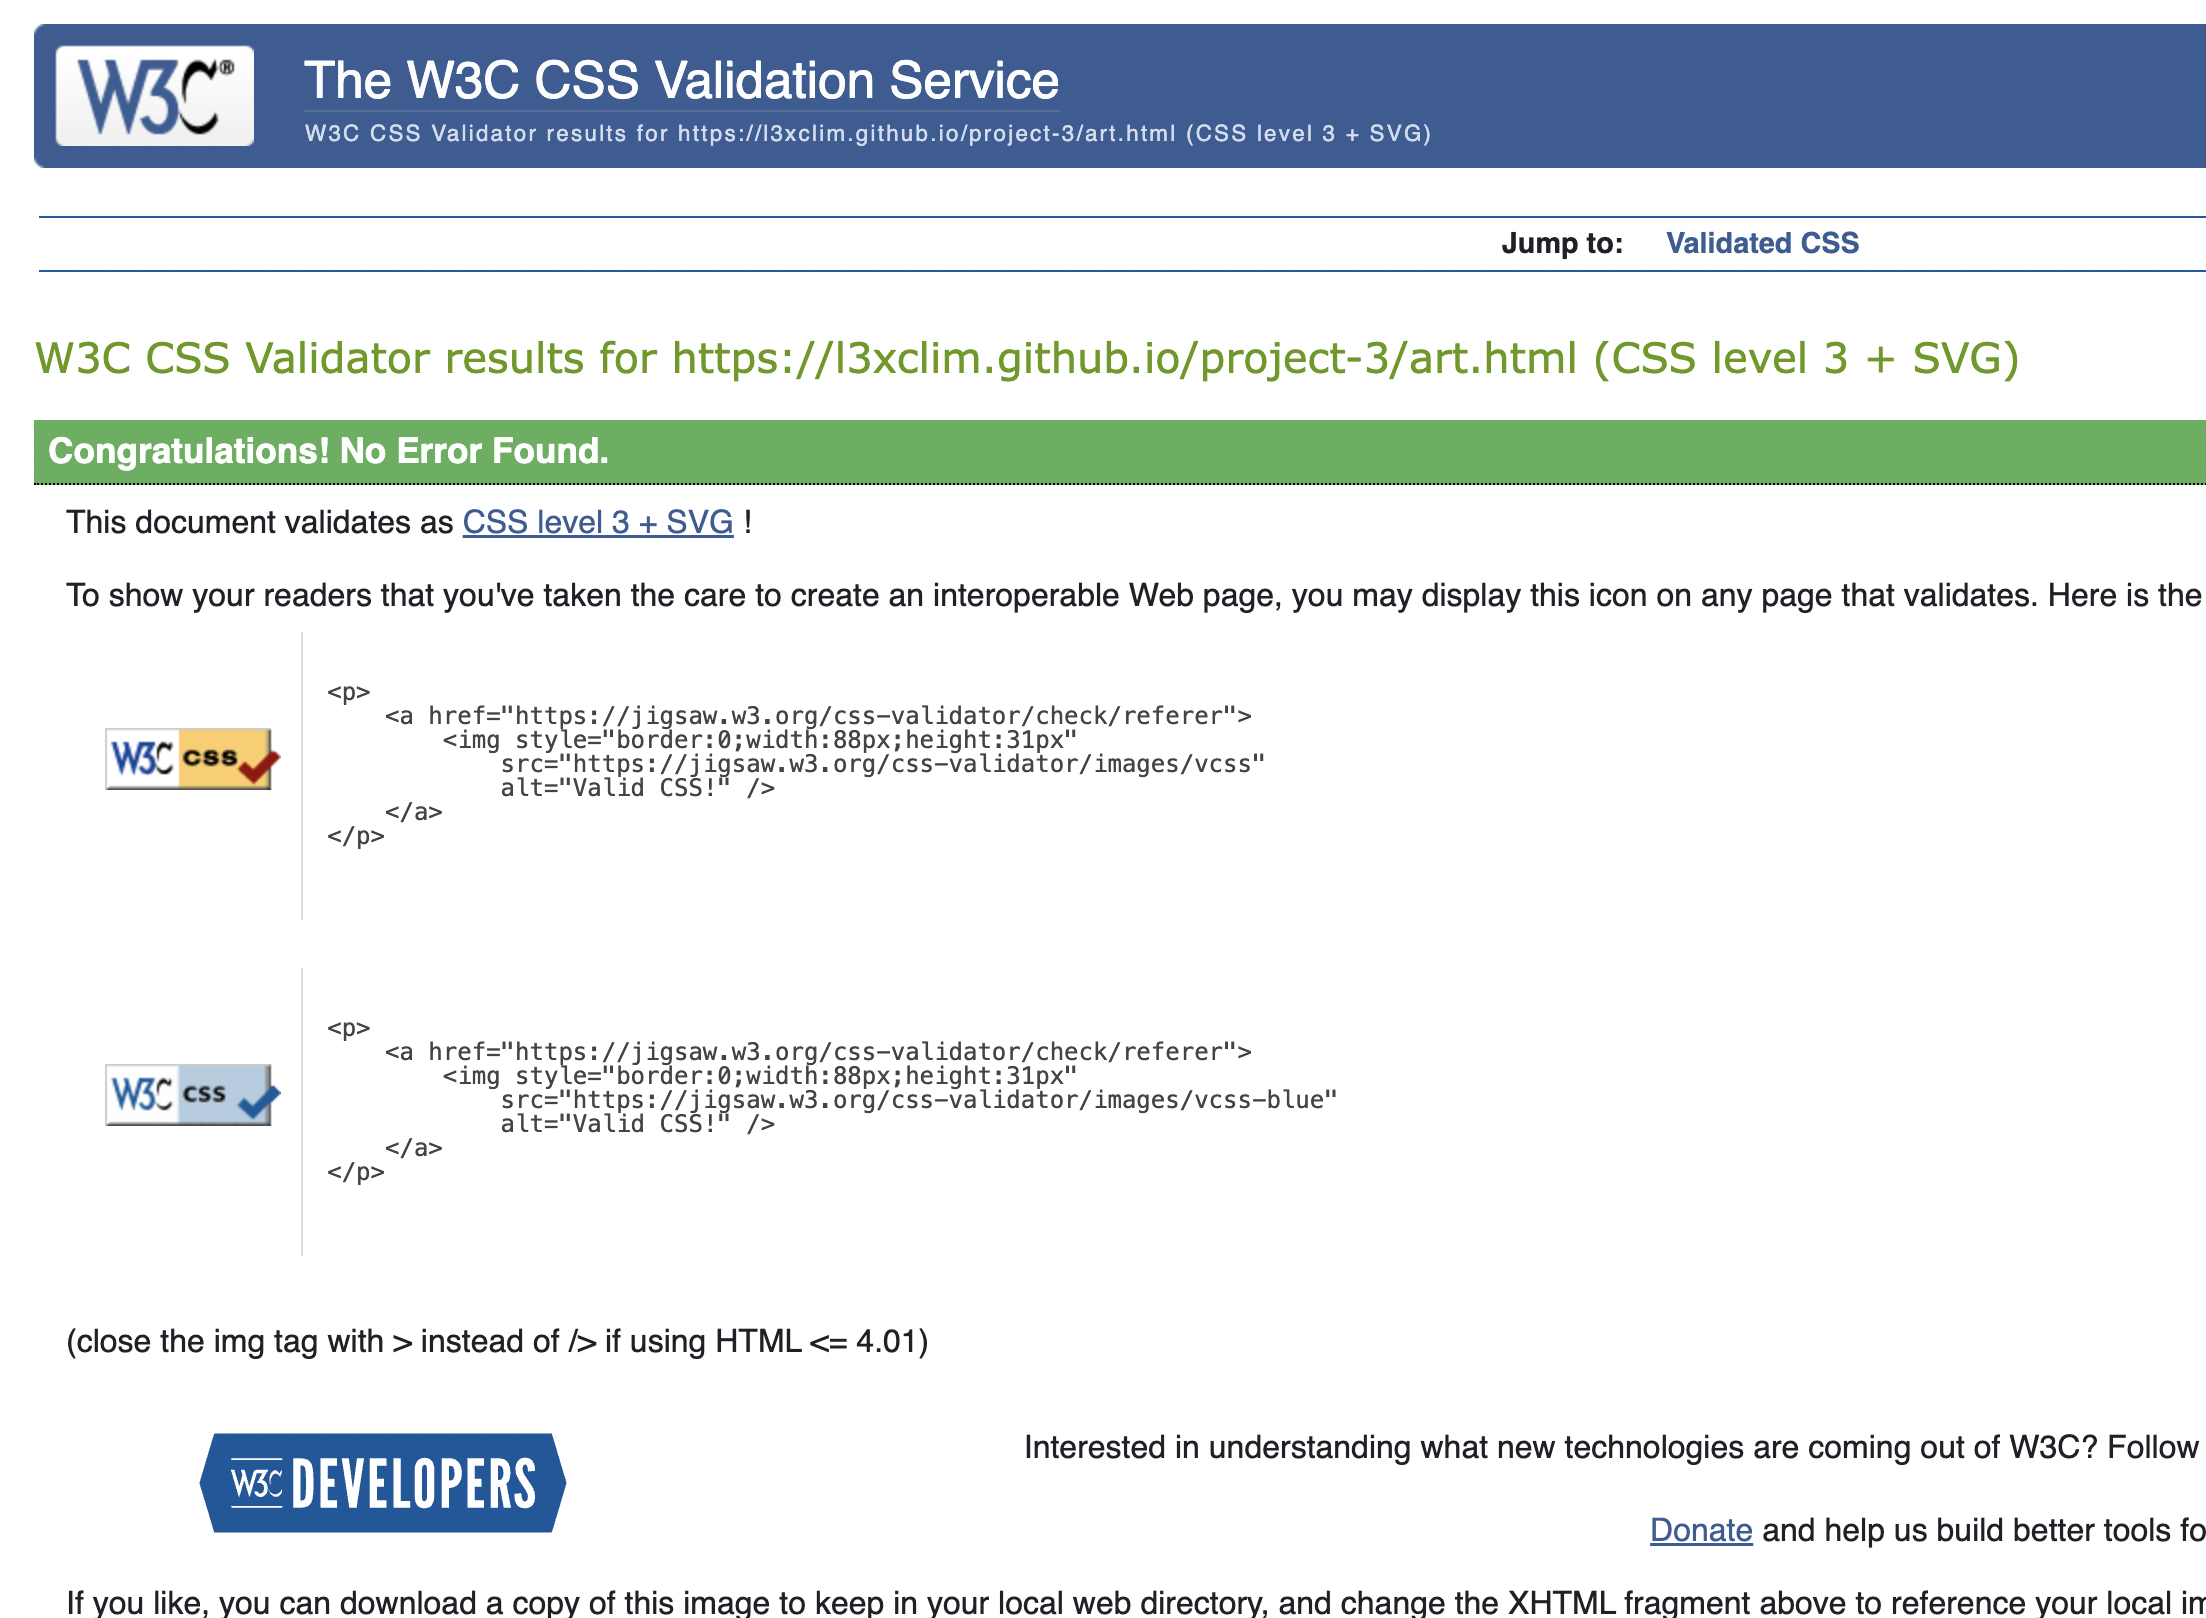 W3C®
The W3C CSS Validation Service
W3C CSS Validator results for https://l3xclim.github.io/project-3/art.html (CSS level 3 + SVG)
Jump to: Validated CSS
W3C CSS Validator results for https://l3xclim.github.io/project-3/art.html (CSS level 3 + SVG)
Congratulations! No Error Found.
This document validates as CSS level 3 + SVG !
To show your readers that you've taken the care to create an interoperable Web page, you may display this icon on any page that validates. Here is the
W3C css
<p>
<a href="https://jigsaw.w3.org/css-validator/check/referer">
<img style="border:0;width:88px;height:31px"
src="https://jigsaw.w3.org/css-validator/images/vcss"
alt="Valid CSS!" />
</a>
</p>
W3C css
<p>
<a href="https://jigsaw.w3.org/css-validator/check/referer">
<img style="border:0;width:88px;height:31px"
src="https://jigsaw.w3.org/css-validator/images/vcss-blue"
alt="Valid CSS!" />
</a>
</p>
(close the img tag with > instead of /> if using HTML <= 4.01)
W3C DEVELOPERS
Interested in understanding what new technologies are coming out of W3C? Follow
Donate and help us build better tools fo
If you like, you can download a copy of this image to keep in your local web directory, and change the XHTML fragment above to reference your local